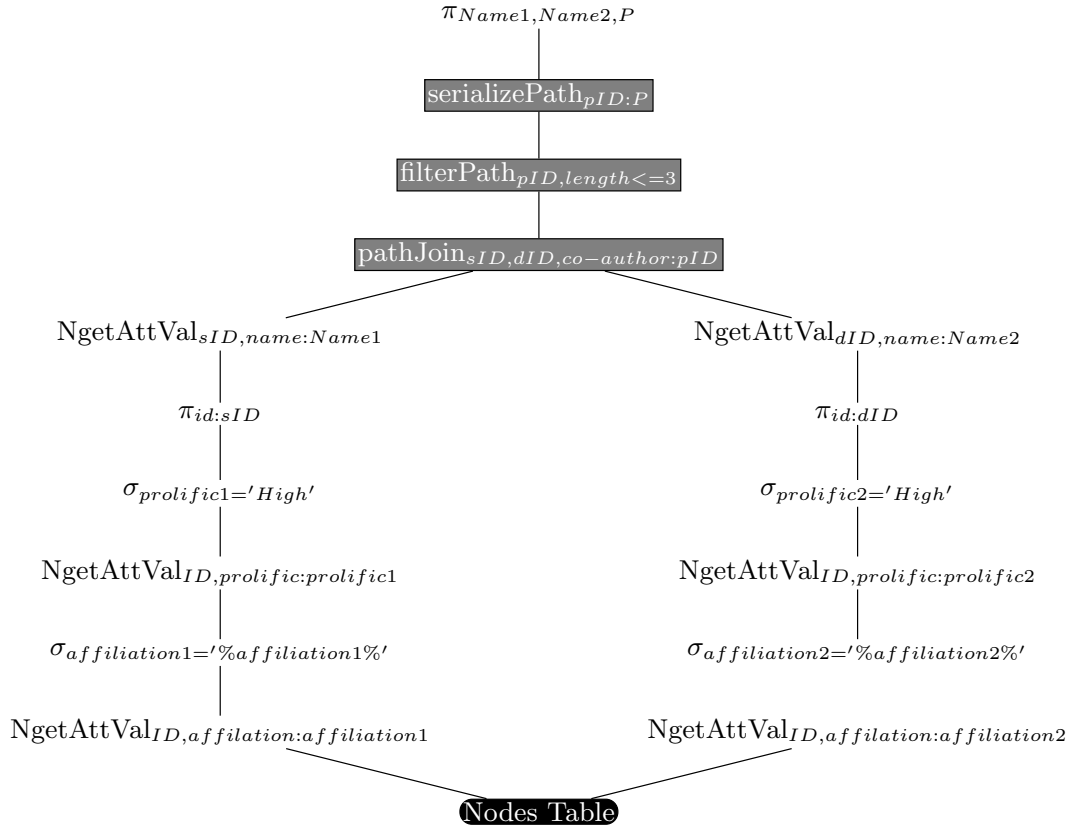 π_{Name1,Name2,P}
serializePath_{pID:P}
filterPath_{pID,length<=3}
pathJoin_{sID,dID,co−author:pID}
NgetAttVal_{sID,name:Name1} NgetAttVal_{dID,name:Name2}
π_{id:sID} π_{id:dID}
σ_{prolific1='High'} σ_{prolific2='High'}
NgetAttVal_{ID,prolific:prolific1} NgetAttVal_{ID,prolific:prolific2}
σ_{affiliation1='%affiliation1%'} σ_{affiliation2='%affiliation2%'}
NgetAttVal_{ID,affilation:affiliation1} NgetAttVal_{ID,affilation:affiliation2}
Nodes Table